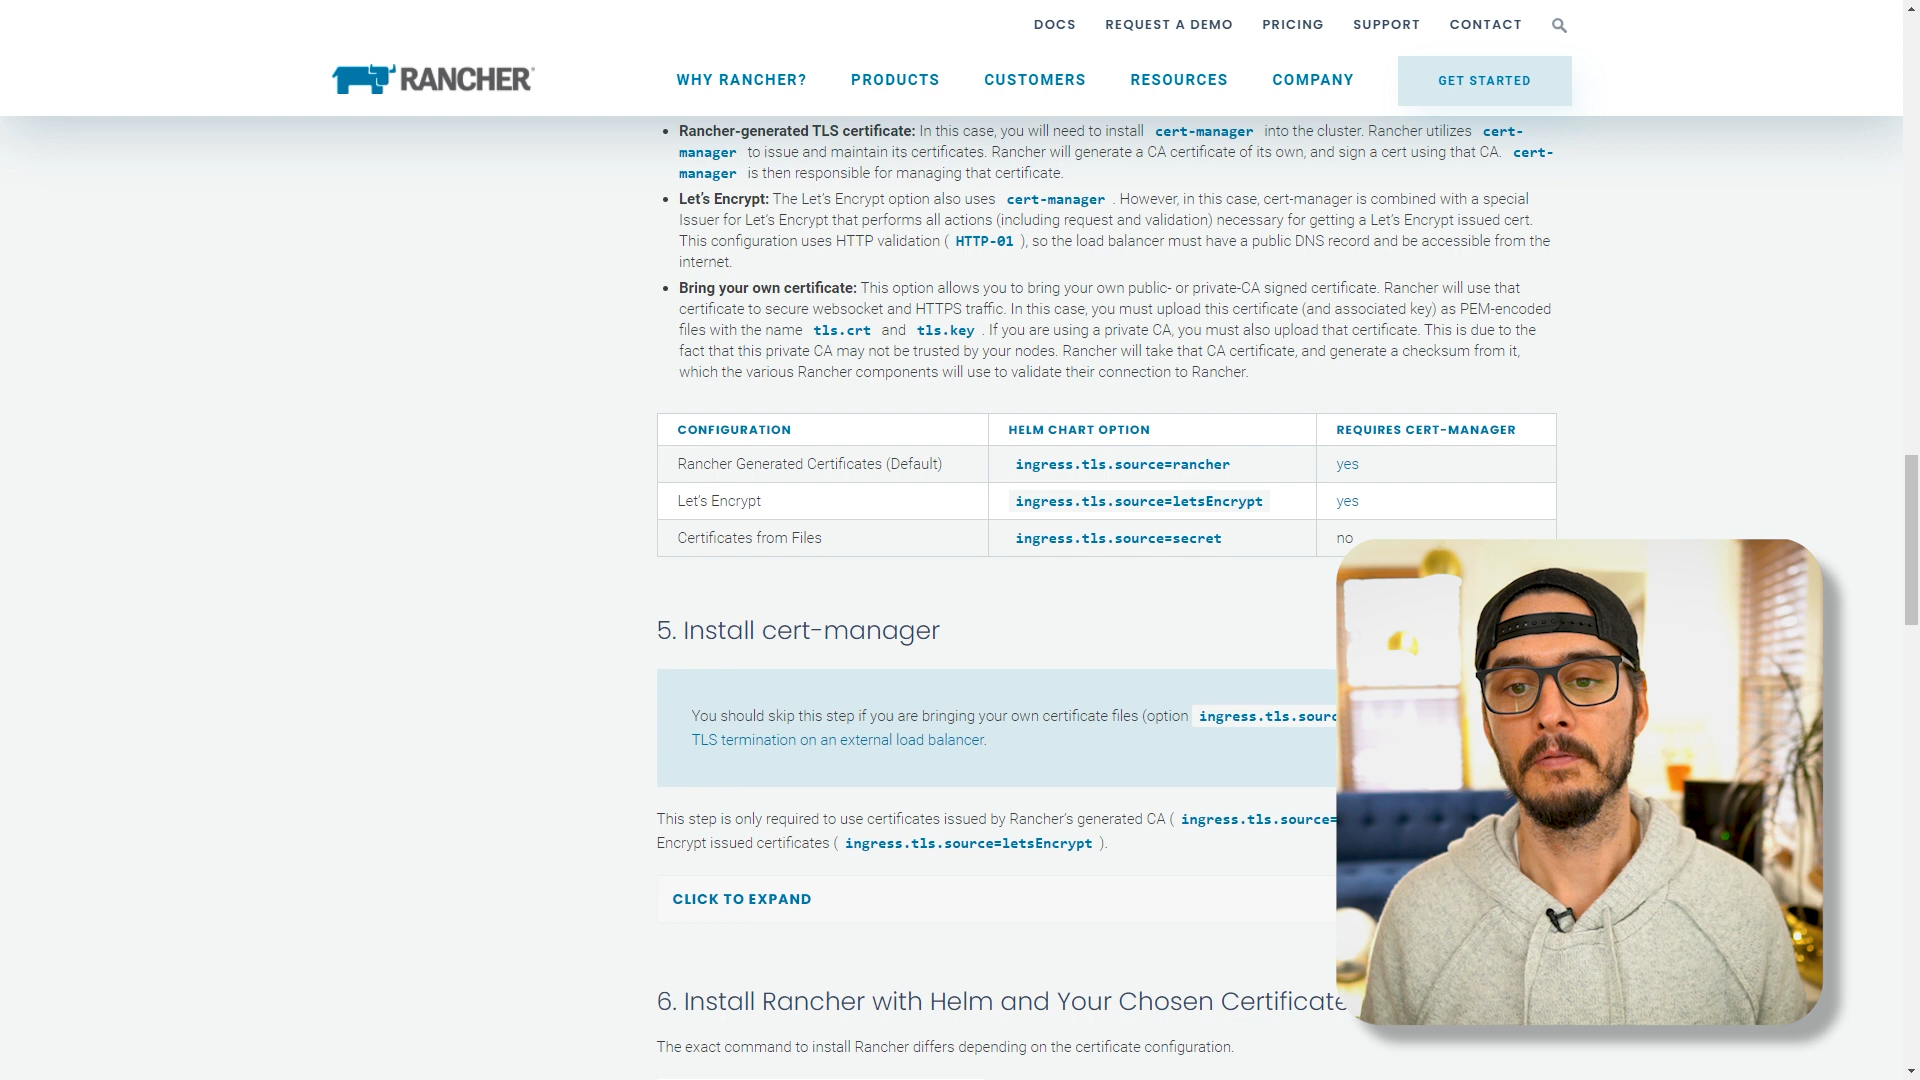 DOCS REQUEST A DEMO PRICING SUPPORT CONTACT
RANCHER
WHY RANCHER? PRODUCTS CUSTOMERS RESOURCES COMPANY GET STARTED
• Rancher-generated TLS certificate: In this case, you will need to install cert-manager into the cluster. Rancher utilizes cert-
manager to issue and maintain its certificates. Rancher will generate a CA certificate of its own, and sign a cert using that CA. cert-
manager is then responsible for managing that certificate.
• Let’s Encrypt: The Let’s Encrypt option also uses cert-manager . However, in this case, cert-manager is combined with a special
Issuer for Let’s Encrypt that performs all actions (including request and validation) necessary for getting a Let’s Encrypt issued cert.
This configuration uses HTTP validation ( HTTP-01 ), so the load balancer must have a public DNS record and be accessible from the
internet.
• Bring your own certificate: This option allows you to bring your own public- or private-CA signed certificate. Rancher will use that
certificate to secure websocket and HTTPS traffic. In this case, you must upload this certificate (and associated key) as PEM-encoded
files with the name tls.crt and tls.key . If you are using a private CA, you must also upload that certificate. This is due to the
fact that this private CA may not be trusted by your nodes. Rancher will take that CA certificate, and generate a checksum from it,
which the various Rancher components will use to validate their connection to Rancher.
CONFIGURATION HELM CHART OPTION REQUIRES CERT-MANAGER
Rancher Generated Certificates (Default) ingress.tls.source=rancher yes
Let’s Encrypt ingress.tls.source=letsEncrypt yes
Certificates from Files ingress.tls.source=secret no
5. Install cert-manager
You should skip this step if you are bringing your own certificate files (option
TLS termination on an external load balancer.
This step is only required to use certificates issued by Rancher’s generated CA ( ingress.tls.source=
Encrypt issued certificates ( ingress.tls.source=letsEncrypt ).
CLICK TO EXPAND
6. Install Rancher with Helm and Your Chosen Certificate
The exact command to install Rancher differs depending on the certificate configuration.